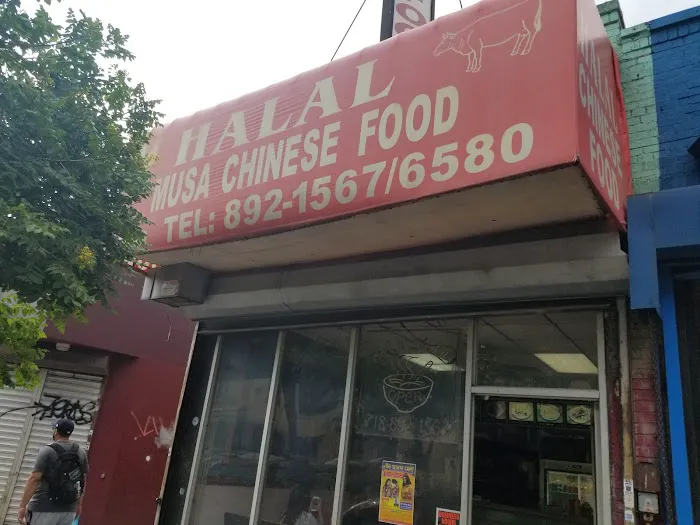 HALAL
MUSA CHINESE FOOD
TEL: 892-1567/6580
HALAL
CHINESE
FOOD
OPEN